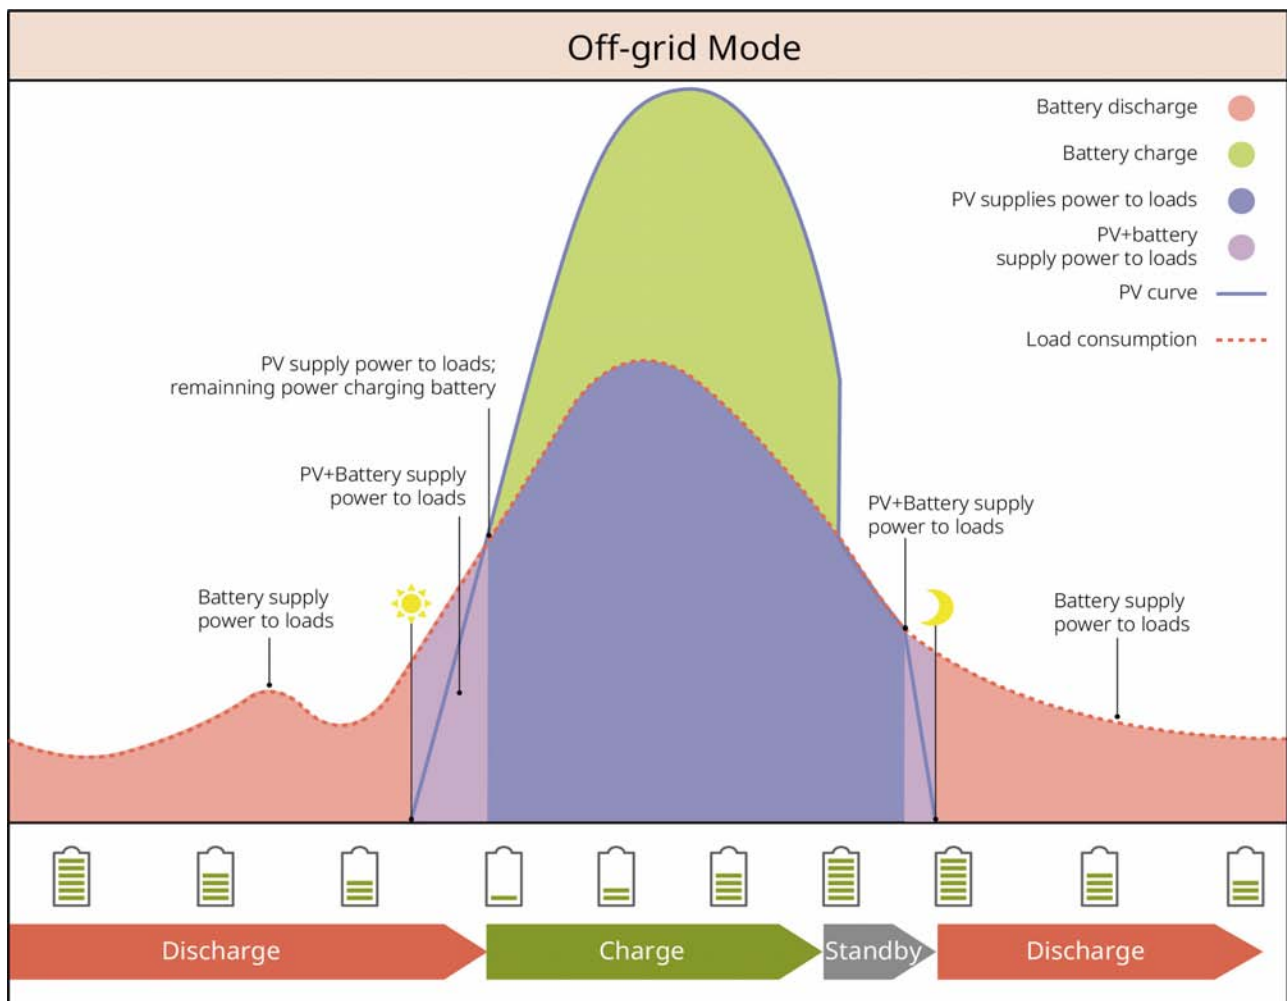 Off-grid Mode
Battery discharge
Battery charge
PV supplies power to loads
PV+battery
supply power to loads
PV curve
Load consumption
PV supply power to loads;
remainning power charging battery
PV+Battery supply
power to loads
PV+Battery supply
power to loads
Battery supply
power to loads
Battery supply
power to loads
Discharge
Charge
Standby
Discharge